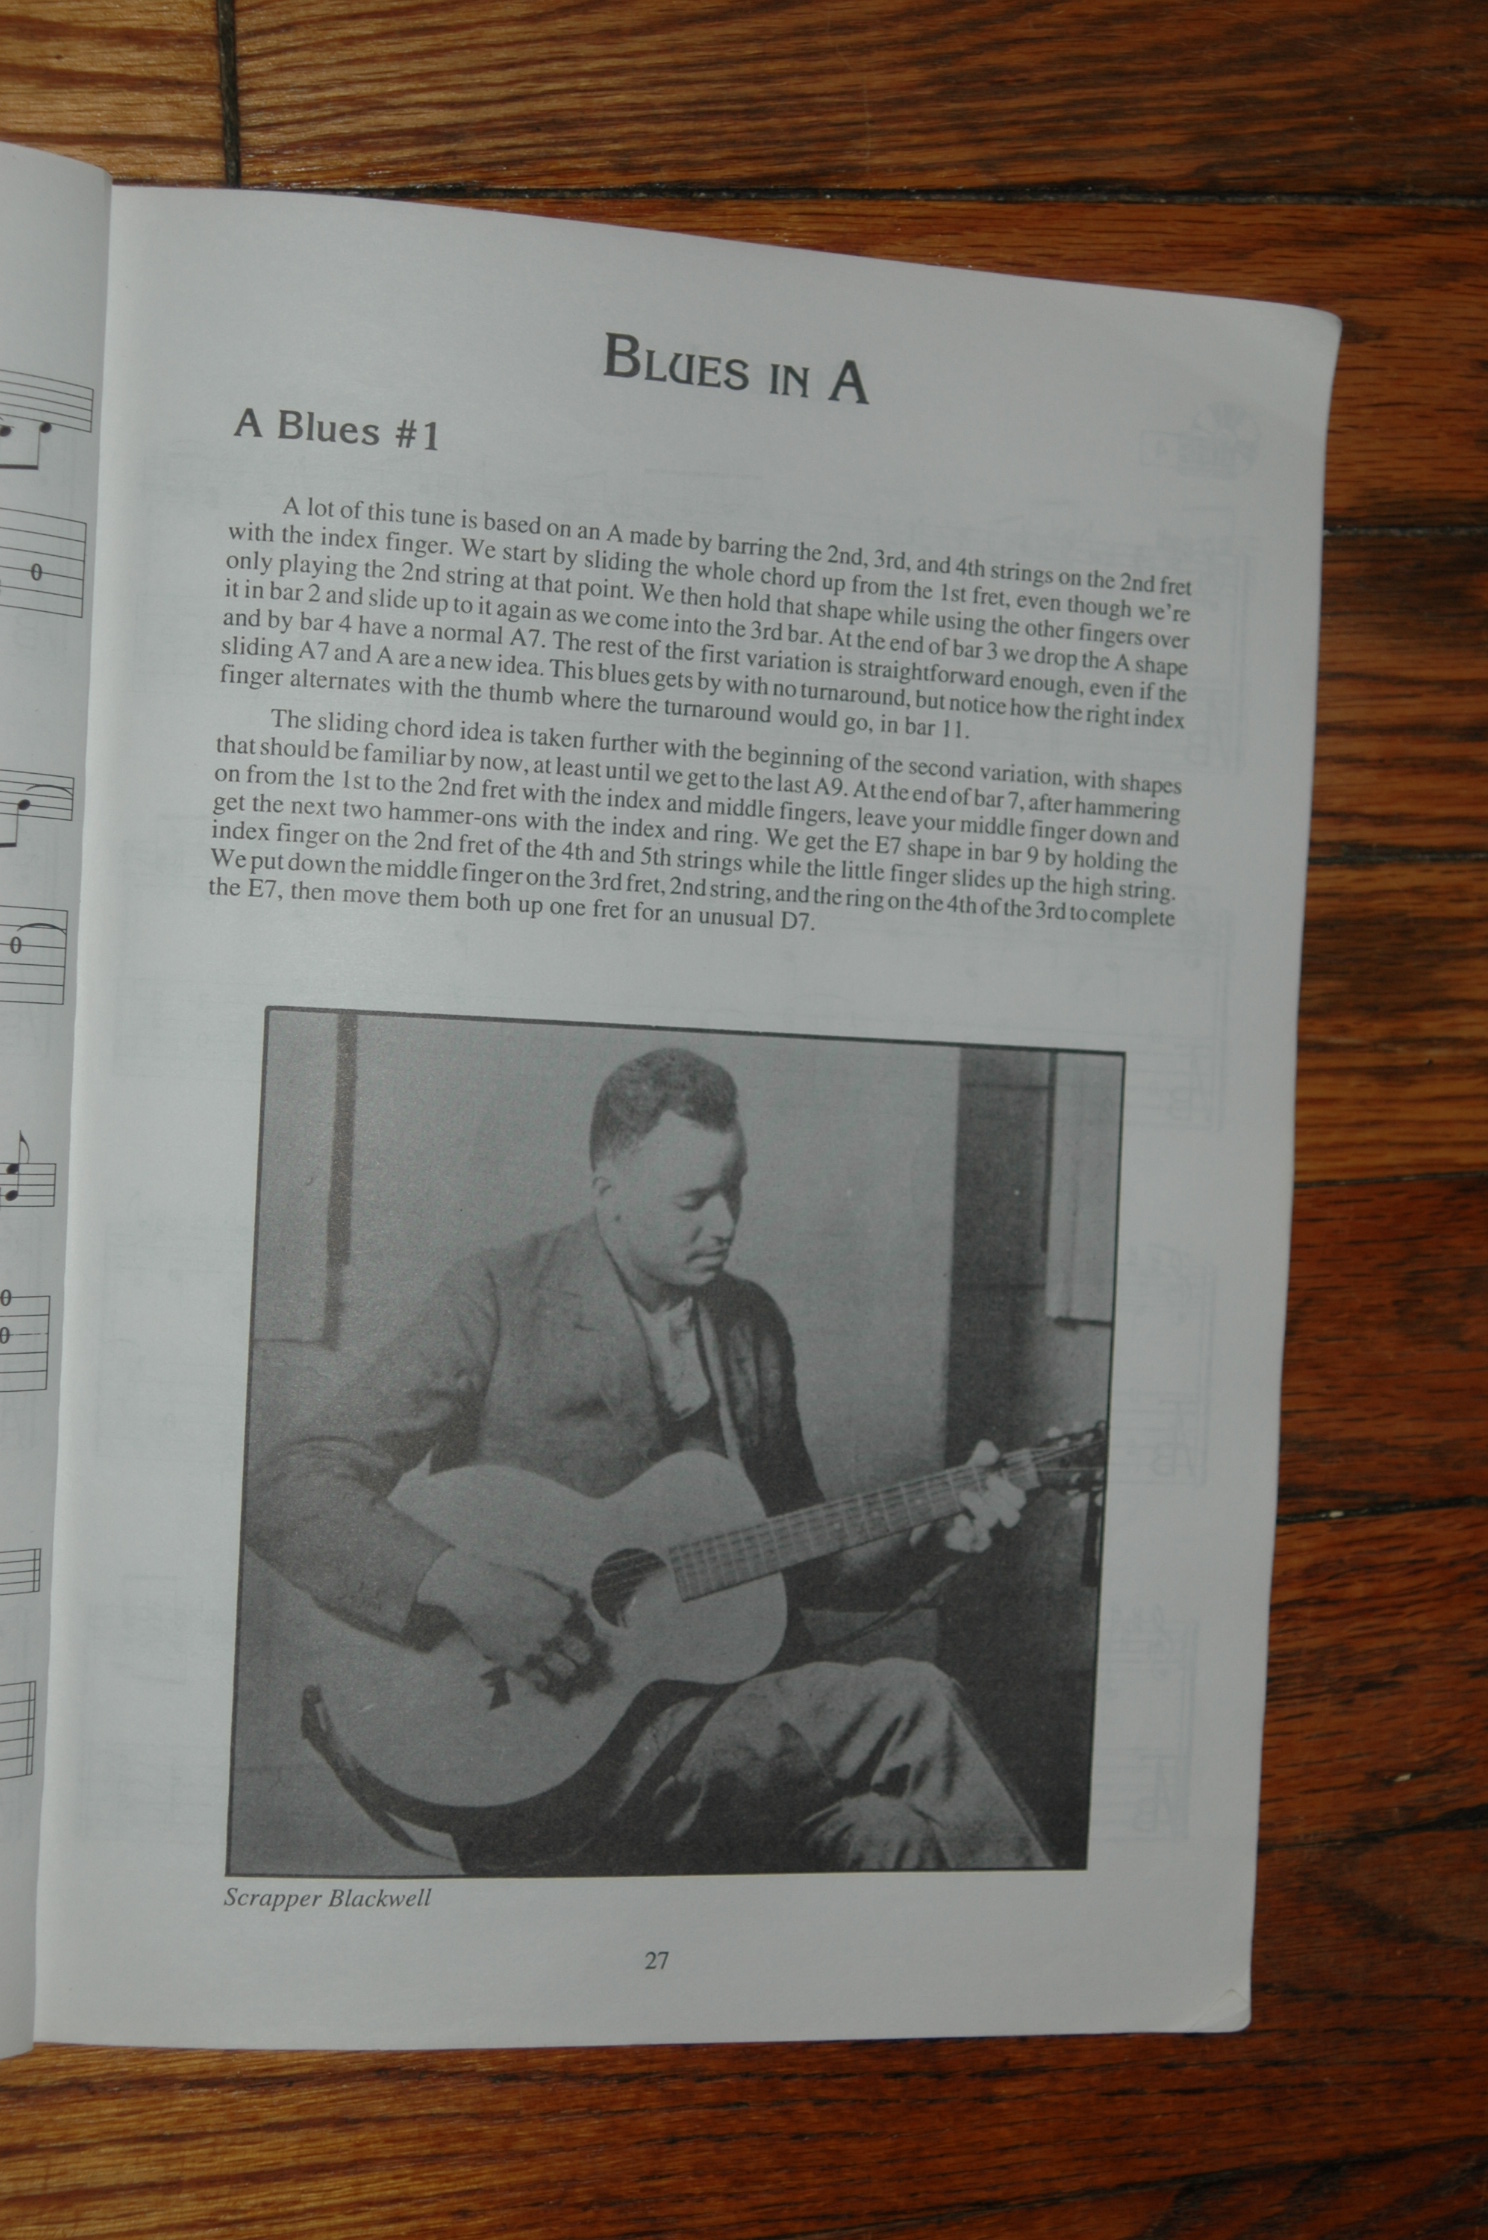 BLUES IN A
A Blues #1
A lot of this tune is based on an A made by barring the 2nd, 3rd, and 4th strings on the 2nd fret
with the index finger. We start by sliding the whole chord up from the 1st fret, even though we're
only playing the 2nd string at that point. We then hold that shape while using the other fingers over
it in bar 2 and slide up to it again as we come into the 3rd bar. At the end of bar 3 we drop the A shape
and by bar 4 have a normal A7. The rest of the first variation is straightforward enough, even if the
sliding A7 and A are a new idea. This blues gets by with no turnaround, but notice how the right index
finger alternates with the thumb where the turnaround would go, in bar 11.
The sliding chord idea is taken further with the beginning of the second variation, with shapes
that should be familiar by now, at least until we get to the last A9. At the end of bar 7, after hammering
on from the 1st to the 2nd fret with the index and middle fingers, leave your middle finger down and
get the next two hammer-ons with the index and ring. We get the E7 shape in bar 9 by holding the
index finger on the 2nd fret of the 4th and 5th strings while the little finger slides up the high string.
We put down the middle finger on the 3rd fret, 2nd string, and the ring on the 4th of the 3rd to complete
the E7, then move them both up one fret for an unusual D7.
Scrapper Blackwell
27
0
0
0
0